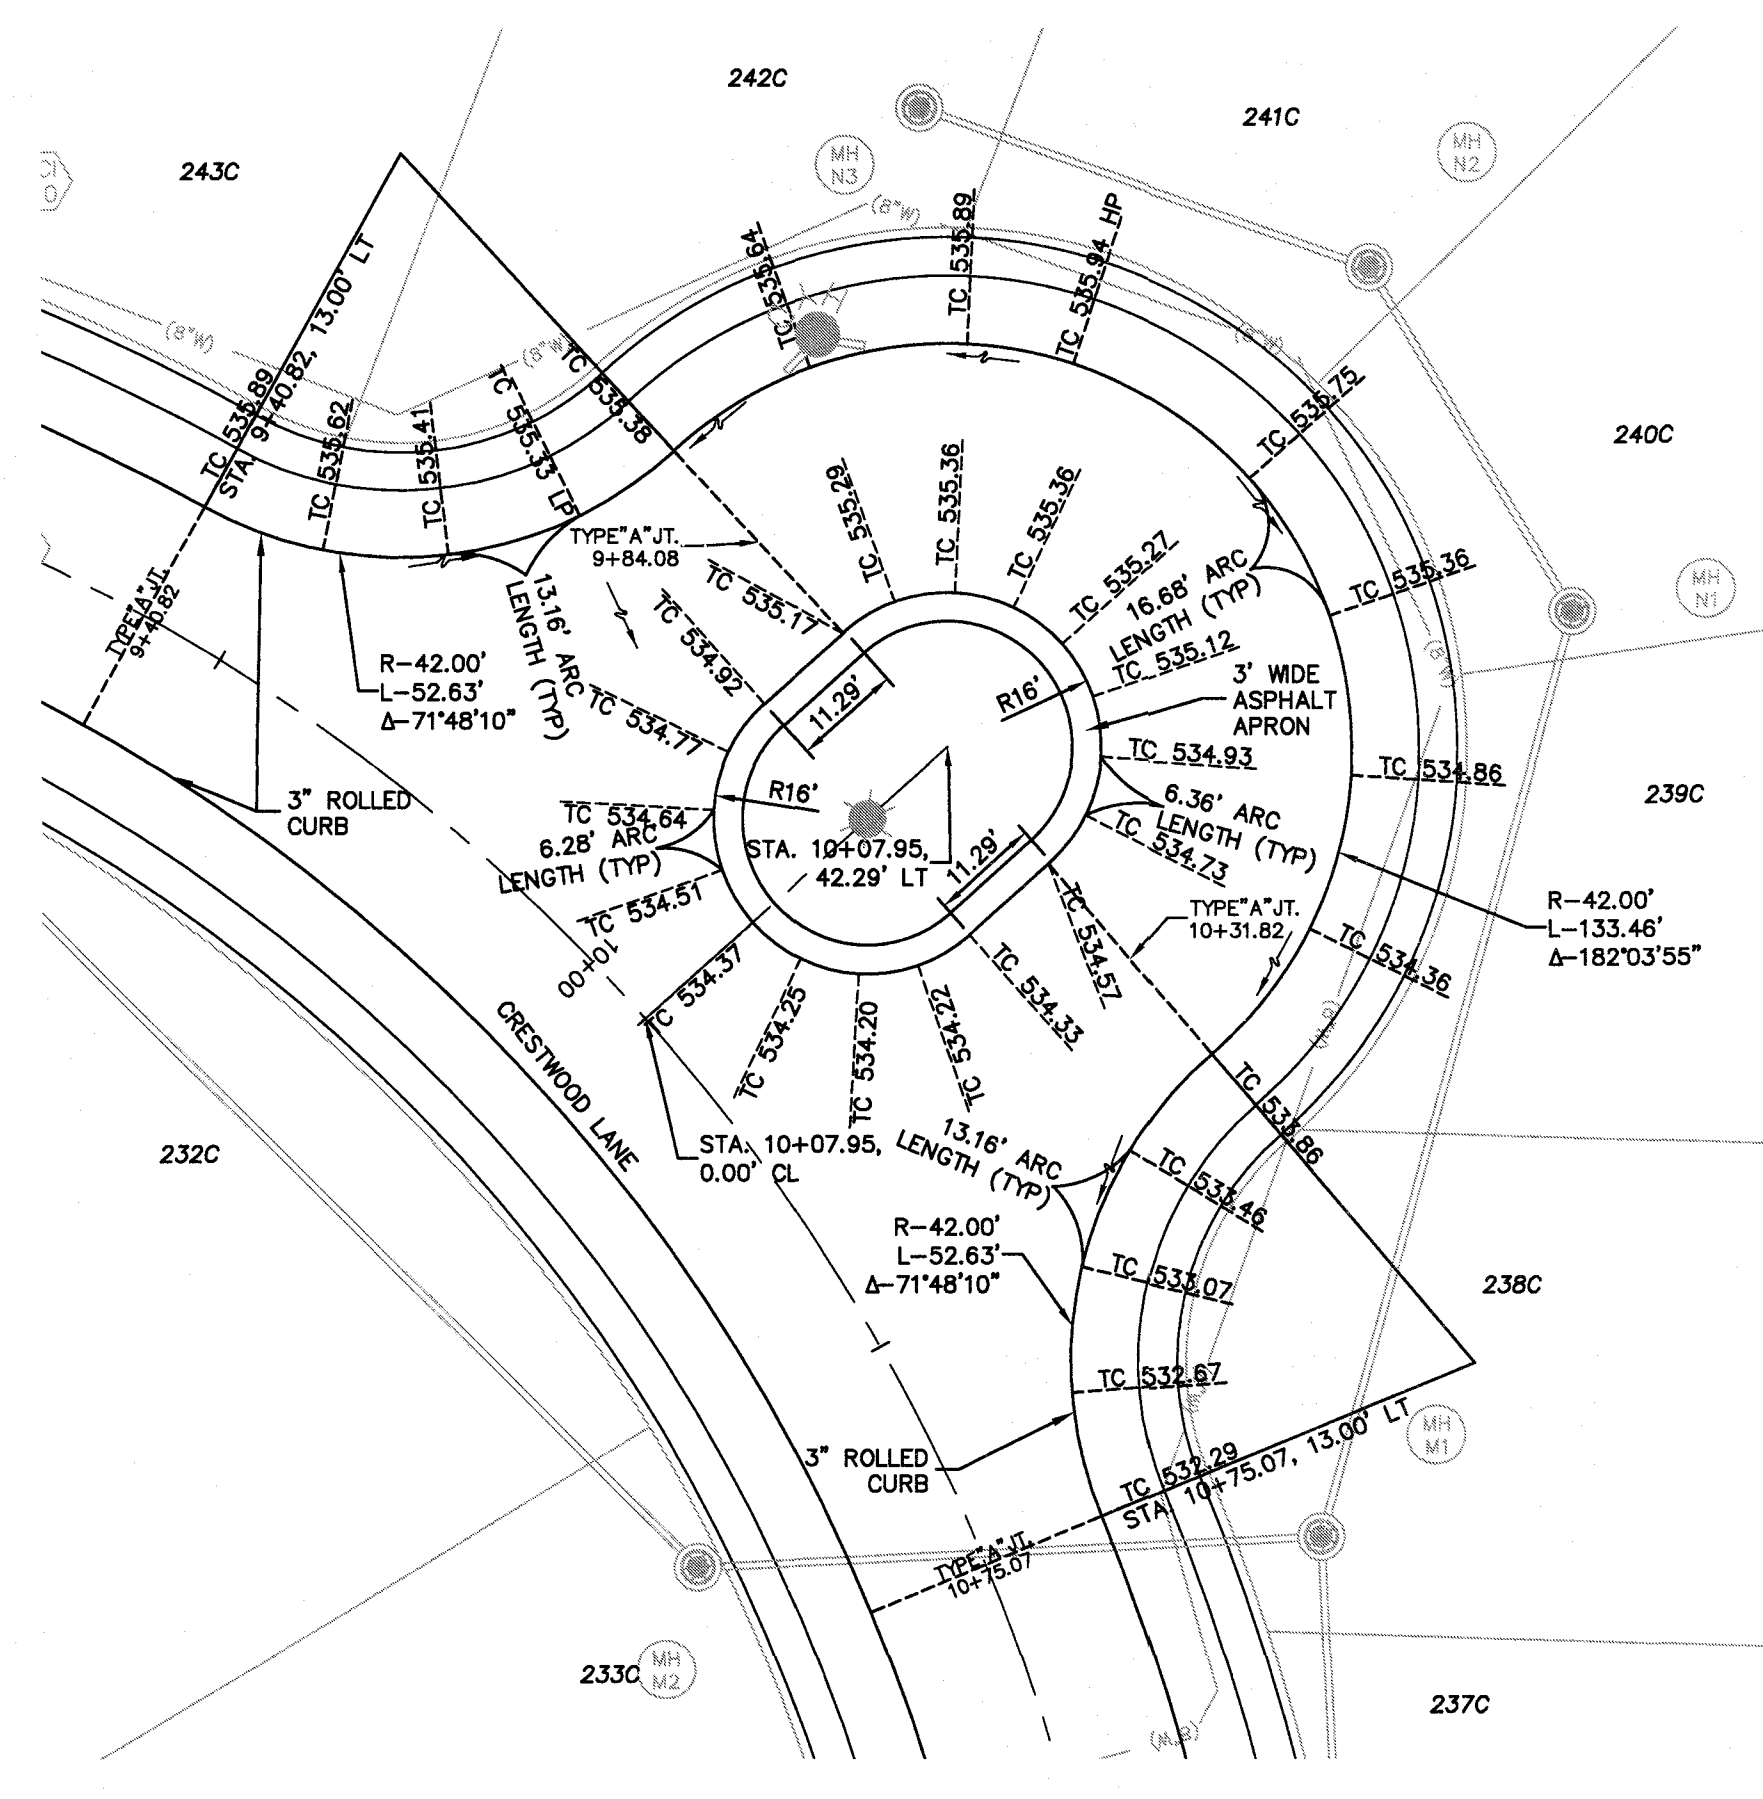 242C
241C
243C
MH
N3
MH
N2
CI
0
(8"W)
TC 535.89
TC 535.94 HP
TC 535.64
13.00' LT
9+40.82,
STA.
TC 535.89
(8"W)
(8"W)
(8"W)
TC 535.62
TC 535.41
TC 535.33 LP
TC 535.38
TC 535.75
240C
TC 535.29
TC 535.36
TC 535.36
TC 535.27
TYPE"A"JT.
9+84.08
TYPE"A"JT.
9+40.82
16.68' ARC
LENGTH (TYP)
TC 535.36
MH
N1
13.16' ARC
LENGTH (TYP)
TC 535.17
TC 534.92
TC 534.77
R-42.00'
L-52.63'
Δ-71°48'10"
11.29'
R16'
TC 535.12
3' WIDE
ASPHALT
APRON
(8"W)
TC 534.93
TC 534.86
3" ROLLED
CURB
R16'
TC 534.64
6.28' ARC
LENGTH (TYP)
STA. 10+07.95,
42.29' LT
11.29'
6.36' ARC
LENGTH (TYP)
TC 534.73
239C
TC 534.51
10+00
TC 534.37
TC 534.57
TYPE"A"JT.
10+31.82
R-42.00'
L-133.46'
Δ-182°03'55"
TC 534.36
TC 534.25
TC 534.20
TC 534.22
TC 534.33
CRESTWOOD LANE
TC 533.86
232C
STA. 10+07.95,
0.00' CL
13.16' ARC
LENGTH (TYP)
TC 533.46
R-42.00'
L-52.63'
Δ-71°48'10"
TC 533.07
238C
TC 532.67
MH
M1
3" ROLLED
CURB
TC 532.29
STA. 10+75.07, 13.00' LT
TYPE"A"JT.
10+75.07
233C
MH
M2
237C